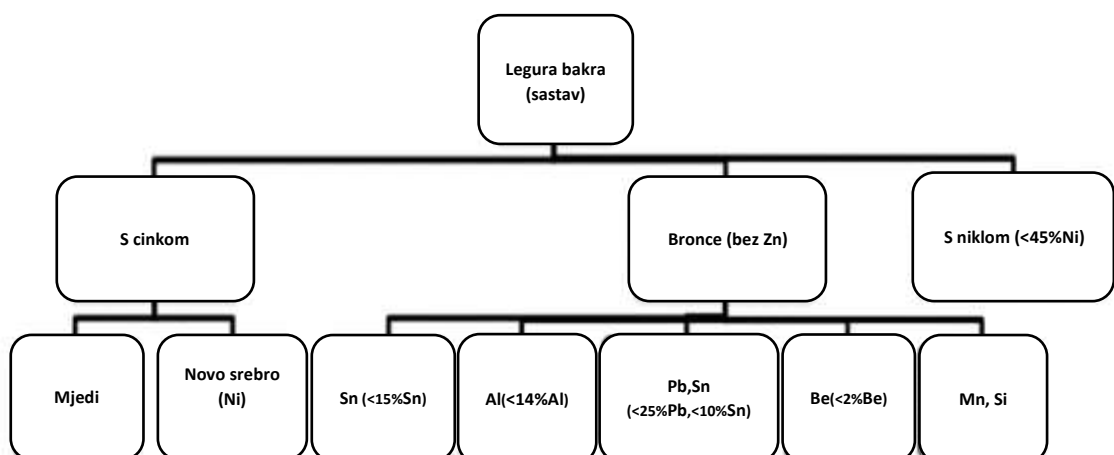 Legura bakra
(sastav)
S cinkom
Bronce (bez Zn)
S niklom (<45%Ni)
Mjedi
Novo srebro
(Ni)
Sn (<15%Sn)
Al(<14%Al)
Pb,Sn
(<25%Pb,<10%Sn)
Be(<2%Be)
Mn, Si